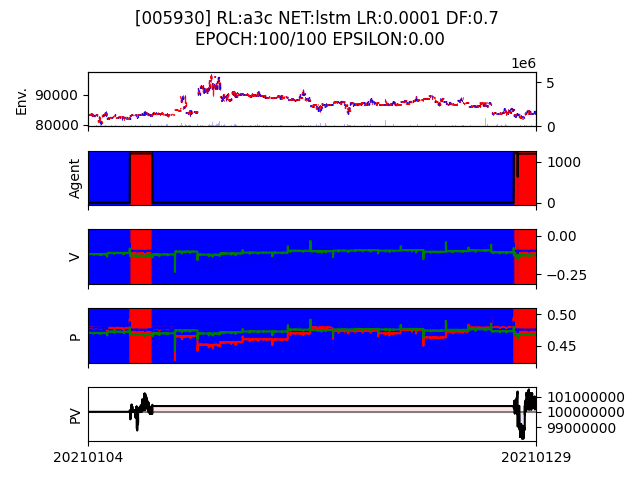 [005930] RL:a3c NET:lstm LR:0.0001 DF:0.7
EPOCH:100/100 EPSILON:0.00
1e6
Env.
90000
80000
5
0
Agent
1000
0
V
0.00
−0.25
P
0.50
0.45
PV
101000000
100000000
99000000
20210104
20210129